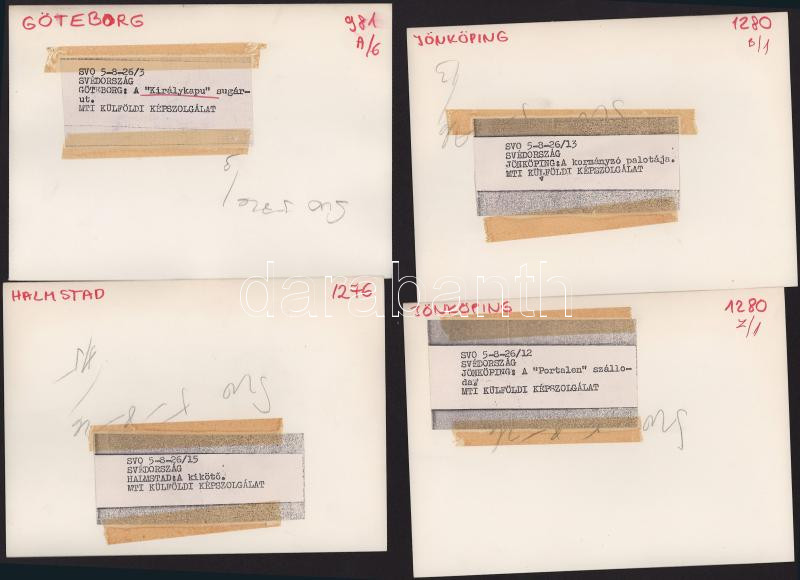 GÖTEBORG
981
A/6
SVO 5-8-26/3
SVÉDORSZÁG
GÖTEBORG: A "Királykapu" sugár-
ut.
MTI KÜLFÖLDI KÉPSZOLGÁLAT
JÖNKÖPING
1280
B/1
SVO 5-8-26/13
SVÉDORSZÁG
JÖNKÖPING:A kormányzó palotája.
MTI KÜLFÖLDI KÉPSZOLGÁLAT
HALMSTAD
1276
SVO 5-8-26/15
SVÉDORSZÁG
HALMSTAD:A kikötő.
MTI KÜLFÖLDI KÉPSZOLGÁLAT
JÖNKÖPING
1280
Z/1
SVO 5-8-26/12
SVÉDORSZÁG
JÖNKÖPING: A "Portalen" szállo-
da.
MTI KÜLFÖLDI KÉPSZOLGÁLAT
darabanth